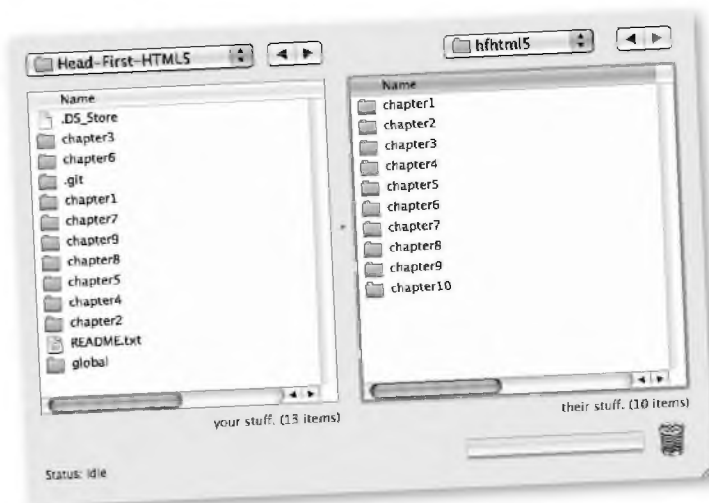 Head-First-HTML5
Name
.DS_Store
chapter3
chapter6
.git
chapter1
chapter7
chapter9
chapter8
chapter5
chapter4
chapter2
README.txt
global
your stuff. (13 items)
hfhtml5
Name
chapter1
chapter2
chapter3
chapter4
chapter5
chapter6
chapter7
chapter8
chapter9
chapter10
their stuff. (10 items)
Status: Idle